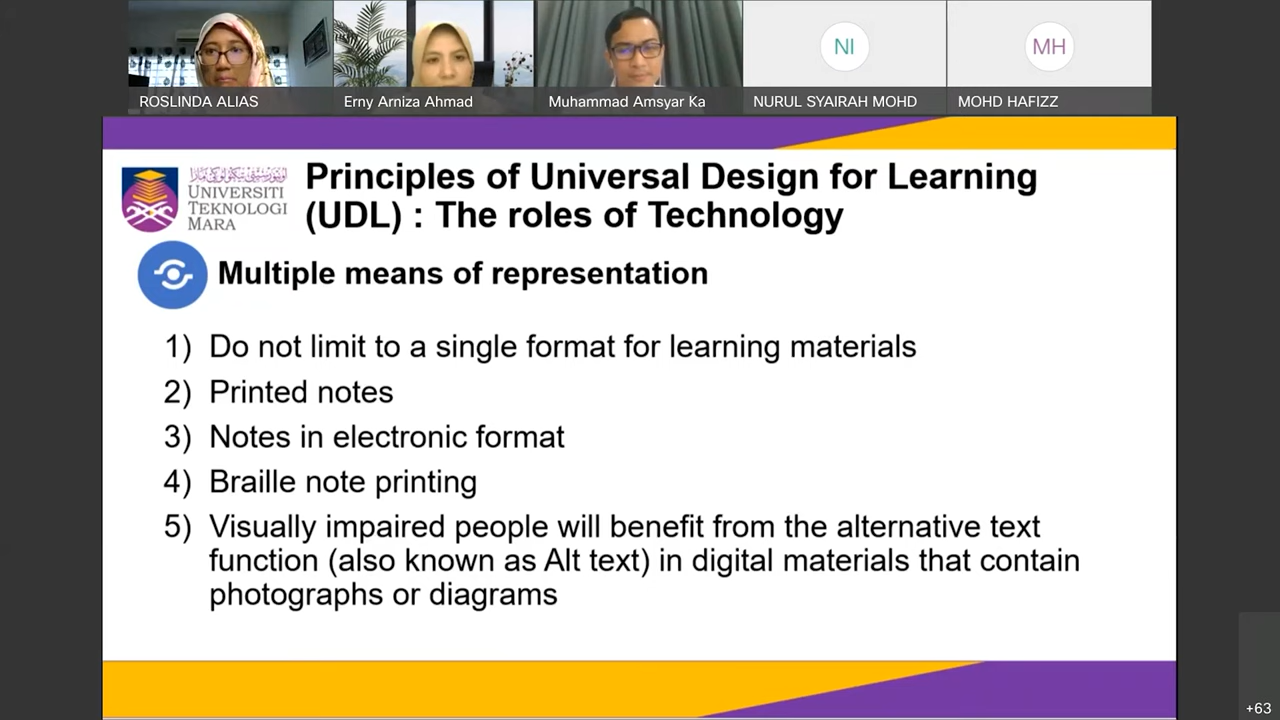 ROSLINDA ALIAS
Erny Arniza Ahmad
Muhammad Amsyar Ka
NI
NURUL SYAIRAH MOHD
MH
MOHD HAFIZZ
UNIVERSITI
TEKNOLOGI
MARA
Principles of Universal Design for Learning
(UDL) : The roles of Technology
Multiple means of representation
1) Do not limit to a single format for learning materials
2) Printed notes
3) Notes in electronic format
4) Braille note printing
5) Visually impaired people will benefit from the alternative text
function (also known as Alt text) in digital materials that contain
photographs or diagrams
+63